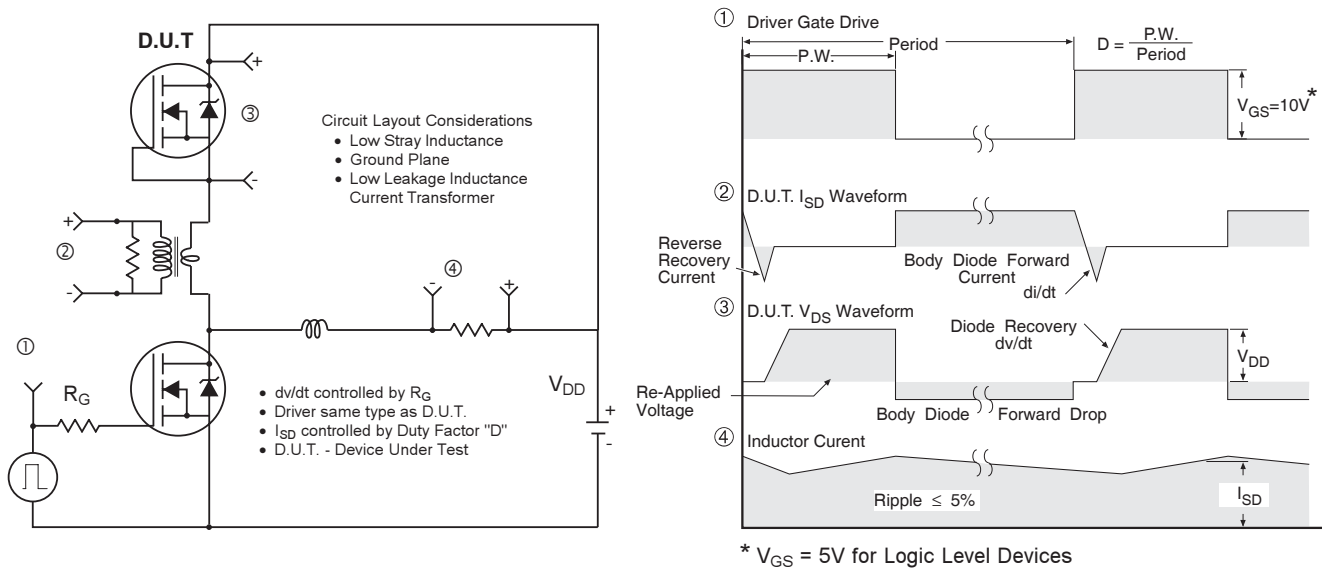 D.U.T
+
③
-
Circuit Layout Considerations
• Low Stray Inductance
• Ground Plane
• Low Leakage Inductance
Current Transformer
+
②
-
④
-
+
①
R_G
V_DD
+
-
• dv/dt controlled by R_G
• Driver same type as D.U.T.
• I_SD controlled by Duty Factor "D"
• D.U.T. - Device Under Test
① Driver Gate Drive
P.W.
Period
D = P.W. / Period
V_GS=10V*
② D.U.T. I_SD Waveform
Reverse
Recovery
Current
Body Diode Forward
Current
di/dt
③ D.U.T. V_DS Waveform
Diode Recovery
dv/dt
V_DD
Re-Applied
Voltage
Body Diode Forward Drop
④ Inductor Curent
Ripple ≤ 5%
I_SD
* V_GS = 5V for Logic Level Devices